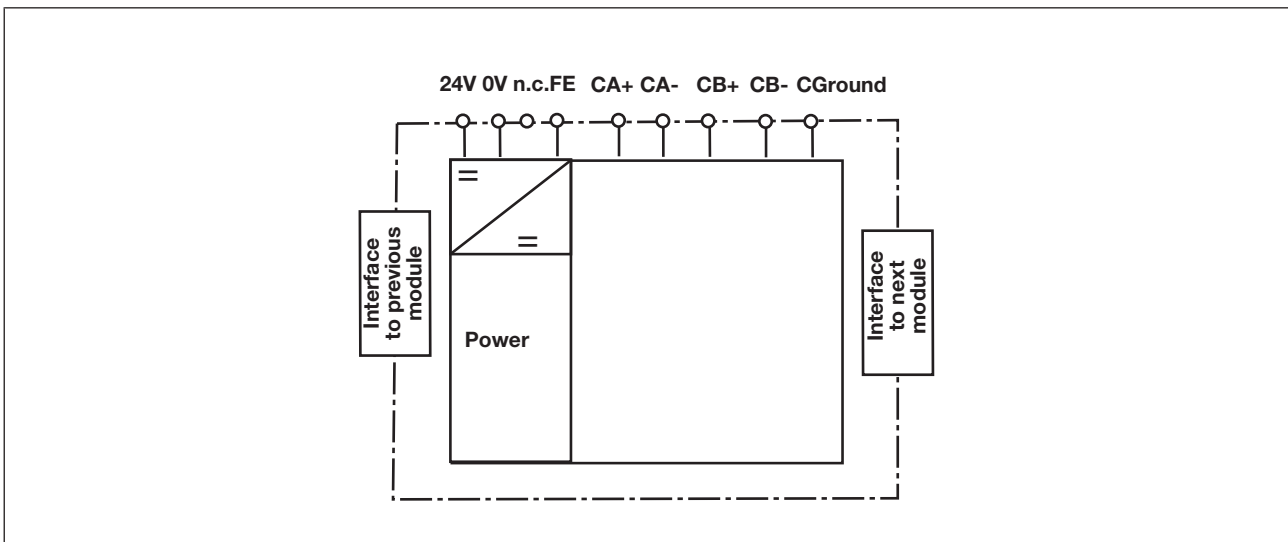 24V 0V n.c.FE CA+ CA- CB+ CB- CGround
Interface
to previous
module
Power
Interface
to next
module